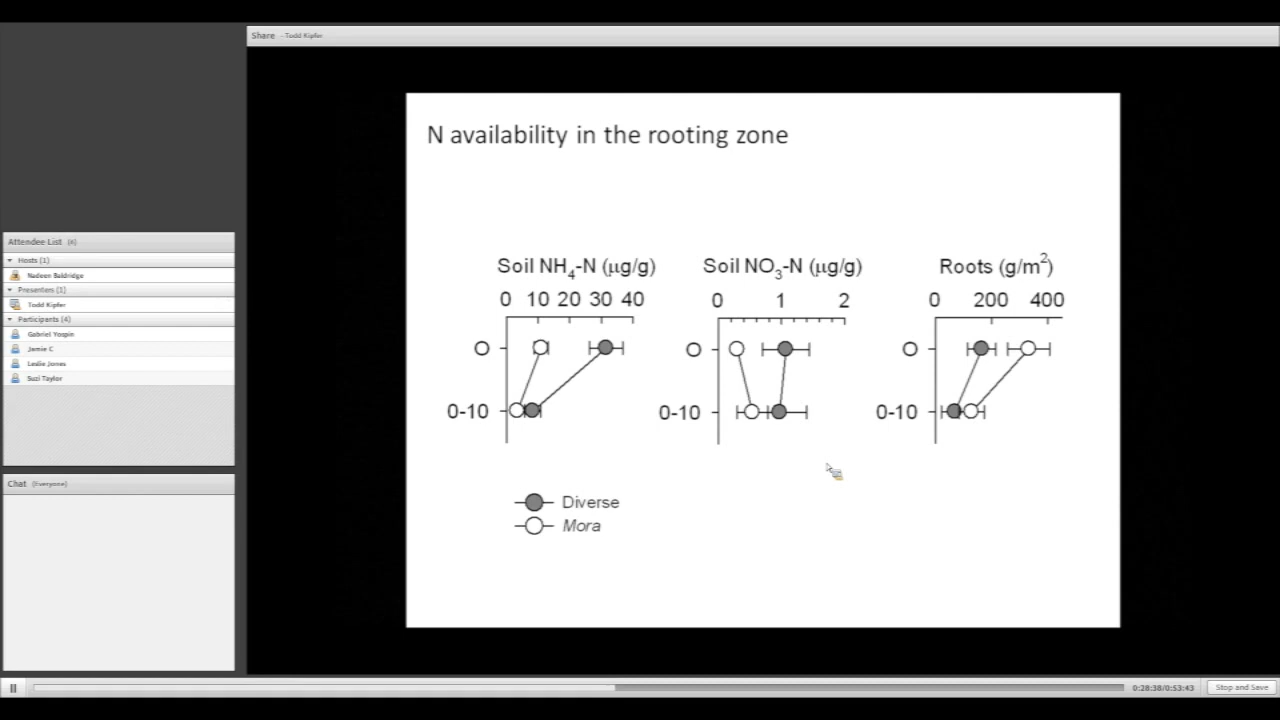 Share - Todd Kipfer
N availability in the rooting zone
Soil NH4-N (µg/g)
0 10 20 30 40
O
0-10
Soil NO3-N (µg/g)
0 1 2
O
0-10
Roots (g/m2)
0 200 400
O
0-10
Diverse
Mora
Attendee List (6)
Hosts (1)
Nadeen Baldridge
Presenters (1)
Todd Kipfer
Participants (4)
Gabriel Yospin
Jamie C
Leslie Jones
Suzi Taylor
Chat (Everyone)
0:28:38/0:53:43
Stop and Save